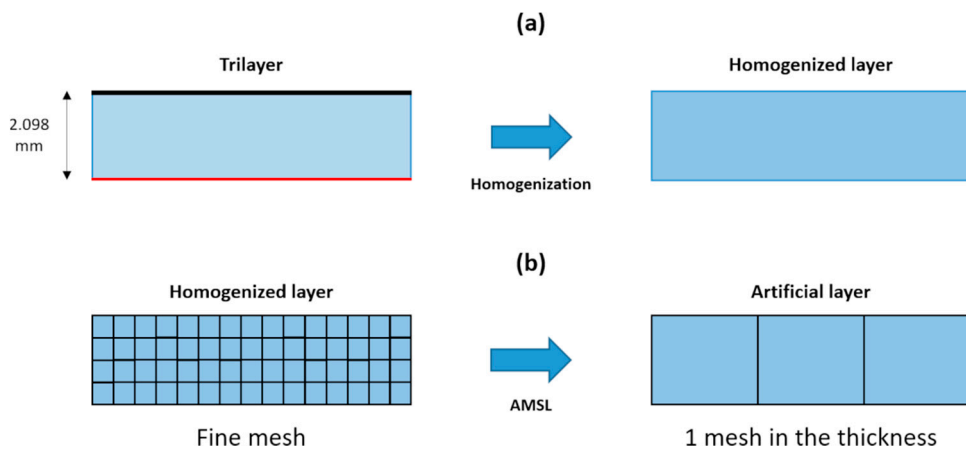 (a)
Trilayer
Homogenized layer
2.098
mm
Homogenization
(b)
Homogenized layer
Artificial layer
AMSL
Fine mesh
1 mesh in the thickness